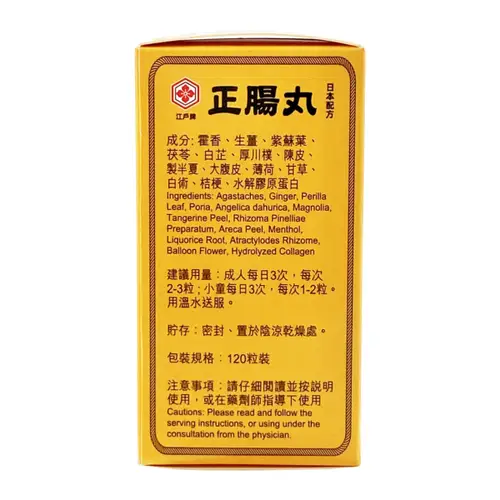 江戶牌
正腸丸
日本配方
成分: 霍香、生薑、紫蘇葉、
茯苓、白芷、厚川樸、陳皮、
製半夏、大腹皮、薄荷、甘草、
白術、桔梗、水解膠原蛋白
Ingredients: Agastaches, Ginger, Perilla
Leaf, Poria, Angelica dahurica, Magnolia,
Tangerine Peel, Rhizoma Pinelliae
Preparatum, Areca Peel, Menthol,
Liquorice Root, Atractylodes Rhizome,
Balloon Flower, Hydrolyzed Collagen
建議用量：成人每日3次，每次
2-3粒 ; 小童每日3次，每次1-2粒。
用溫水送服。
貯存：密封、置於陰涼乾燥處。
包裝規格：120粒裝
注意事項：請仔細閱讀並按說明
使用，或在藥劑師指導下使用
Cautions: Please read and follow the
serving instructions, or using under the
consultation from the physician.